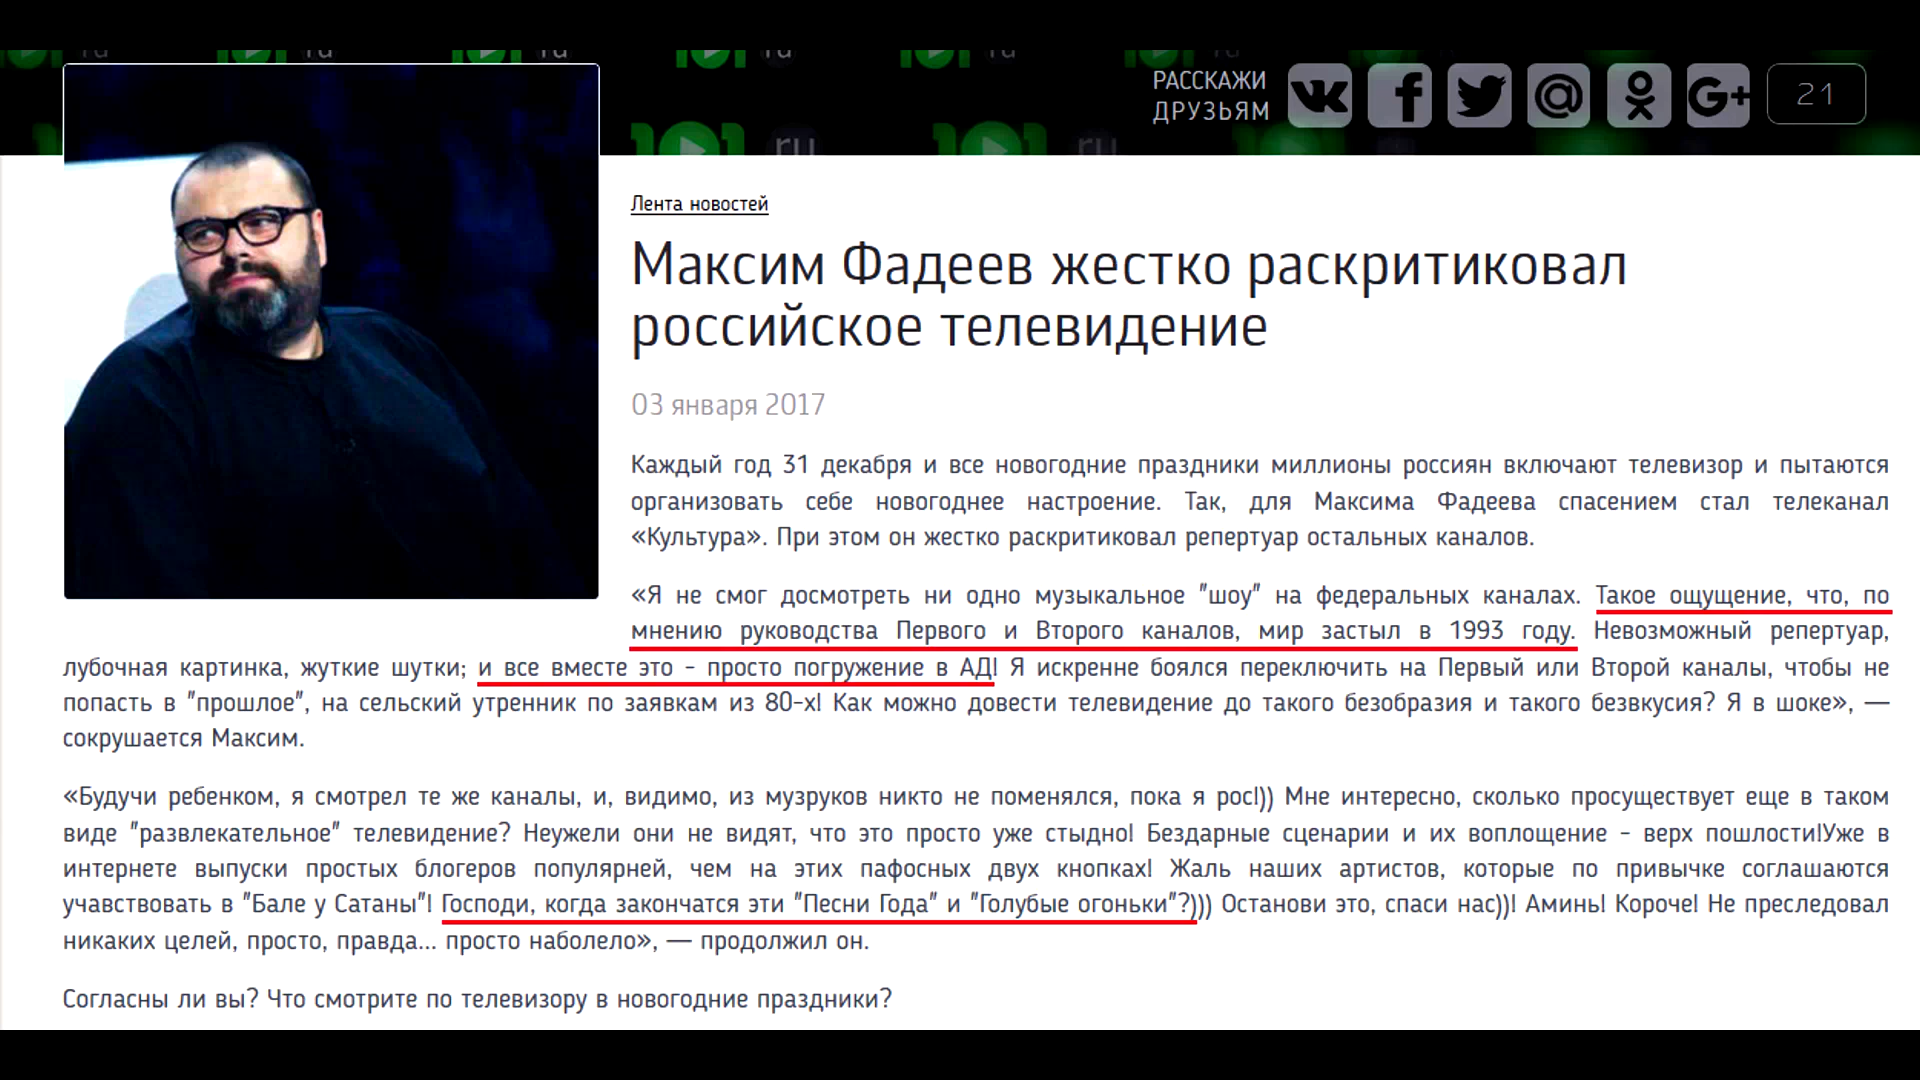 ru ru ru ru ru
РАССКАЖИ
ДРУЗЬЯМ
21
101 ru 101 ru
Лента новостей
Максим Фадеев жестко раскритиковал
российское телевидение
03 января 2017
Каждый год 31 декабря и все новогодние праздники миллионы россиян включают телевизор и пытаются
организовать себе новогоднее настроение. Так, для Максима Фадеева спасением стал телеканал
«Культура». При этом он жестко раскритиковал репертуар остальных каналов.
«Я не смог досмотреть ни одно музыкальное "шоу" на федеральных каналах. Такое ощущение, что, по
мнению руководства Первого и Второго каналов, мир застыл в 1993 году. Невозможный репертуар,
лубочная картинка, жуткие шутки; и все вместе это - просто погружение в АД! Я искренне боялся переключить на Первый или Второй каналы, чтобы не
попасть в "прошлое", на сельский утренник по заявкам из 80-х! Как можно довести телевидение до такого безобразия и такого безвкусия? Я в шоке», —
сокрушается Максим.
«Будучи ребенком, я смотрел те же каналы, и, видимо, из музруков никто не поменялся, пока я рос!)) Мне интересно, сколько просуществует еще в таком
виде "развлекательное" телевидение? Неужели они не видят, что это просто уже стыдно! Бездарные сценарии и их воплощение - верх пошлости!Уже в
интернете выпуски простых блогеров популярней, чем на этих пафосных двух кнопках! Жаль наших артистов, которые по привычке соглашаются
учавствовать в "Бале у Сатаны"! Господи, когда закончатся эти "Песни Года" и "Голубые огоньки"?))) Останови это, спаси нас))! Аминь! Короче! Не преследовал
никаких целей, просто, правда... просто наболело», — продолжил он.
Согласны ли вы? Что смотрите по телевизору в новогодние праздники?